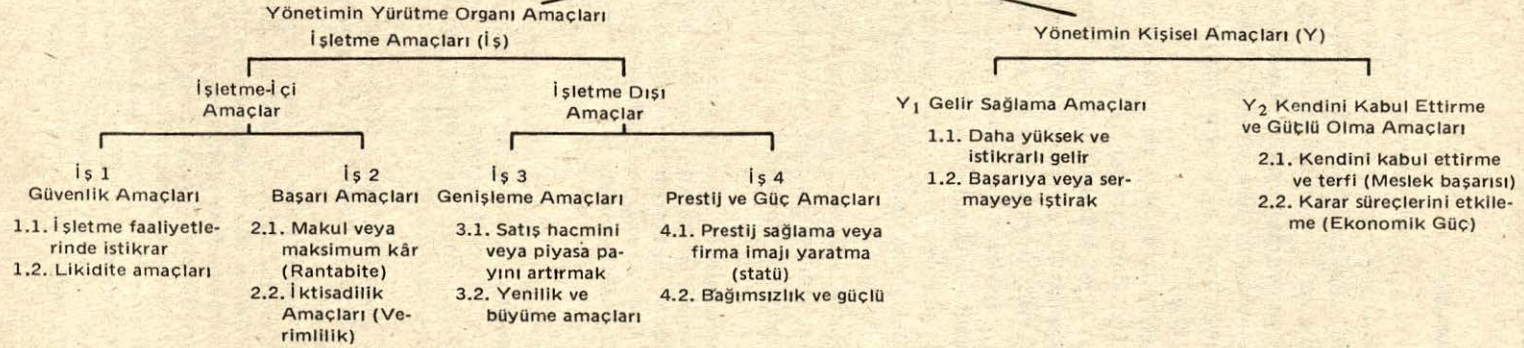 Yönetimin Yürütme Organı Amaçları
İşletme Amaçları (İş)
Yönetimin Kişisel Amaçları (Y)
İşletme-İçi
Amaçlar
İşletme Dışı
Amaçlar
İş 1
Güvenlik Amaçları
1.1. İşletme faaliyetle-
rinde istikrar
1.2. Likidite amaçları
İş 2
Başarı Amaçları
2.1. Makul veya
maksimum kâr
(Rantabite)
2.2. İktisadilik
Amaçları (Ve-
rimlilik)
İş 3
Genişleme Amaçları
3.1. Satış hacmini
veya piyasa pa-
yını artırmak
3.2. Yenilik ve
büyüme amaçları
İş 4
Prestij ve Güç Amaçları
4.1. Prestij sağlama veya
firma imajı yaratma
(statü)
4.2. Bağımsızlık ve güçlü
Y₁ Gelir Sağlama Amaçları
1.1. Daha yüksek ve
istikrarlı gelir
1.2. Başarıya veya ser-
mayeye iştirak
Y₂ Kendini Kabul Ettirme
ve Güçlü Olma Amaçları
2.1. Kendini kabul ettirme
ve terfi (Meslek başarısı)
2.2. Karar süreçlerini etkile-
me (Ekonomik Güç)